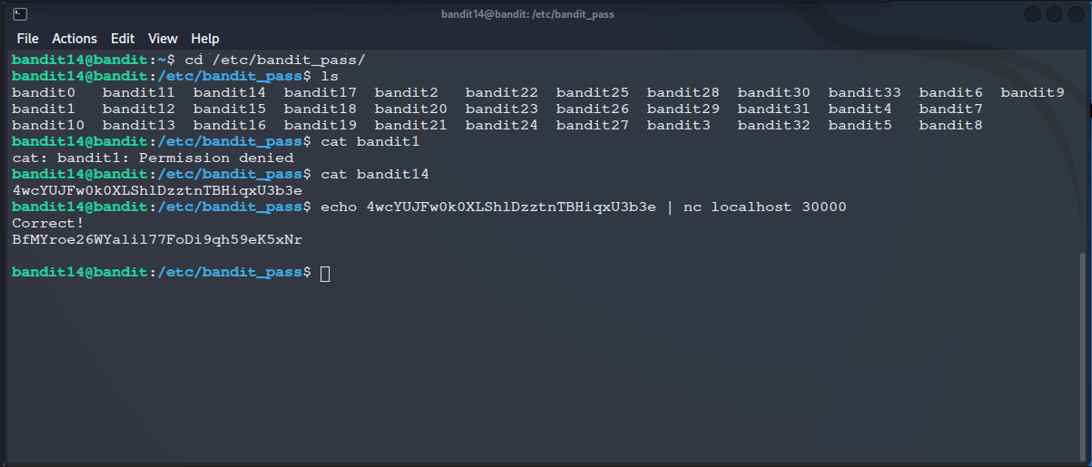 bandit14@bandit: /etc/bandit_pass
File Actions Edit View Help
bandit14@bandit:~$ cd /etc/bandit_pass/
bandit14@bandit:/etc/bandit_pass$ ls
bandit0 bandit11 bandit14 bandit17 bandit2 bandit22 bandit25 bandit28 bandit30 bandit33 bandit6 bandit9
bandit1 bandit12 bandit15 bandit18 bandit20 bandit23 bandit26 bandit29 bandit31 bandit4 bandit7
bandit10 bandit13 bandit16 bandit19 bandit21 bandit24 bandit27 bandit3 bandit32 bandit5 bandit8
bandit14@bandit:/etc/bandit_pass$ cat bandit1
cat: bandit1: Permission denied
bandit14@bandit:/etc/bandit_pass$ cat bandit14
4wcYUJFw0k0XLShlDzztnTBHiqxU3b3e
bandit14@bandit:/etc/bandit_pass$ echo 4wcYUJFw0k0XLShlDzztnTBHiqxU3b3e | nc localhost 30000
Correct!
BfMYroe26WYalil77FoDi9qh59eK5xNr
bandit14@bandit:/etc/bandit_pass$